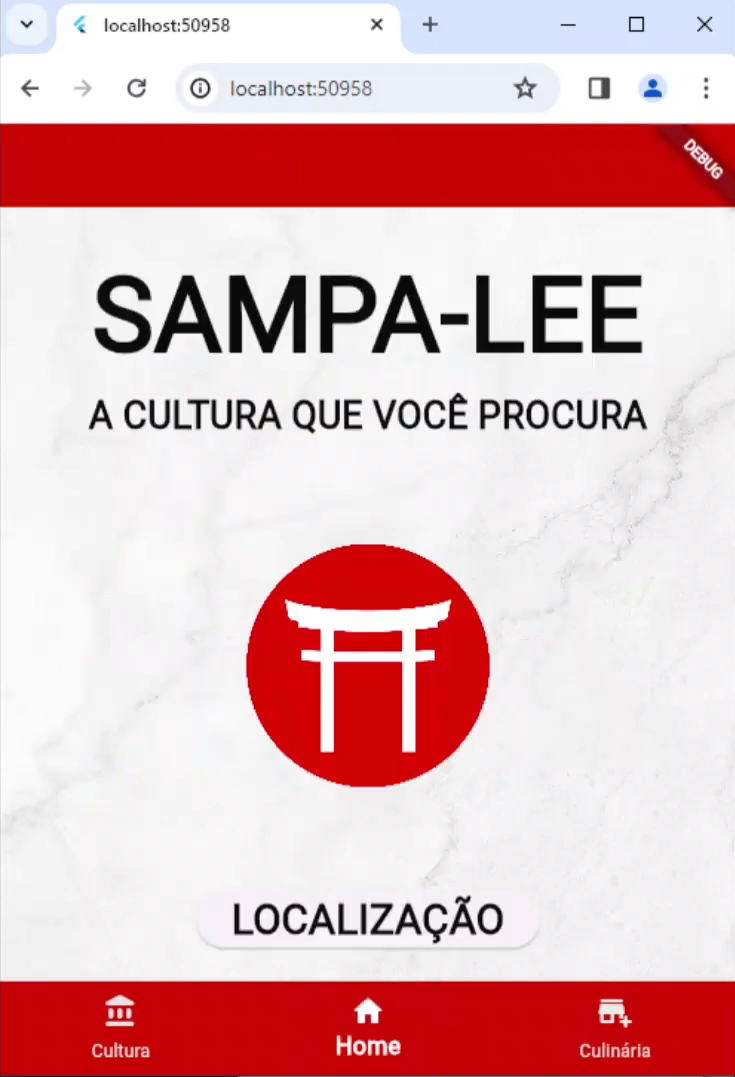 localhost:50958
localhost:50958
DEBUG
SAMPA-LEE
A CULTURA QUE VOCÊ PROCURA
LOCALIZAÇÃO
Cultura Home Culinária